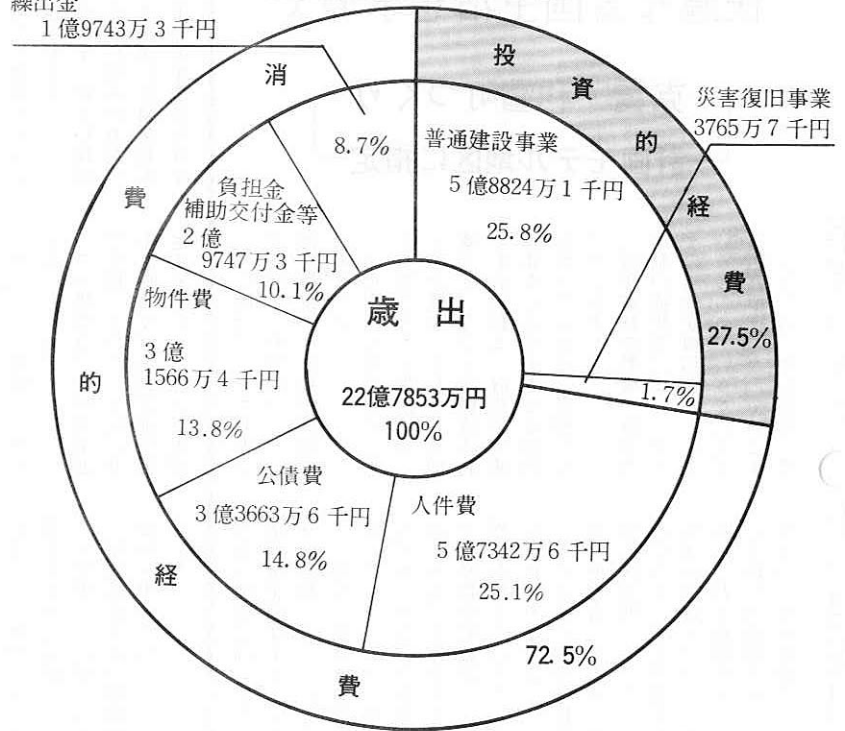 繰出金
1億9743万3千円
消費的経費
72.5%
投資的経費
27.5%
災害復旧事業
3765万7千円
1.7%
普通建設事業
5億8824万1千円
25.8%
8.7%
負担金
補助交付金等
2億
9747万3千円
10.1%
物件費
3億
1566万4千円
13.8%
公債費
3億3663万6千円
14.8%
人件費
5億7342万6千円
25.1%
歳出
22億7853万円
100%